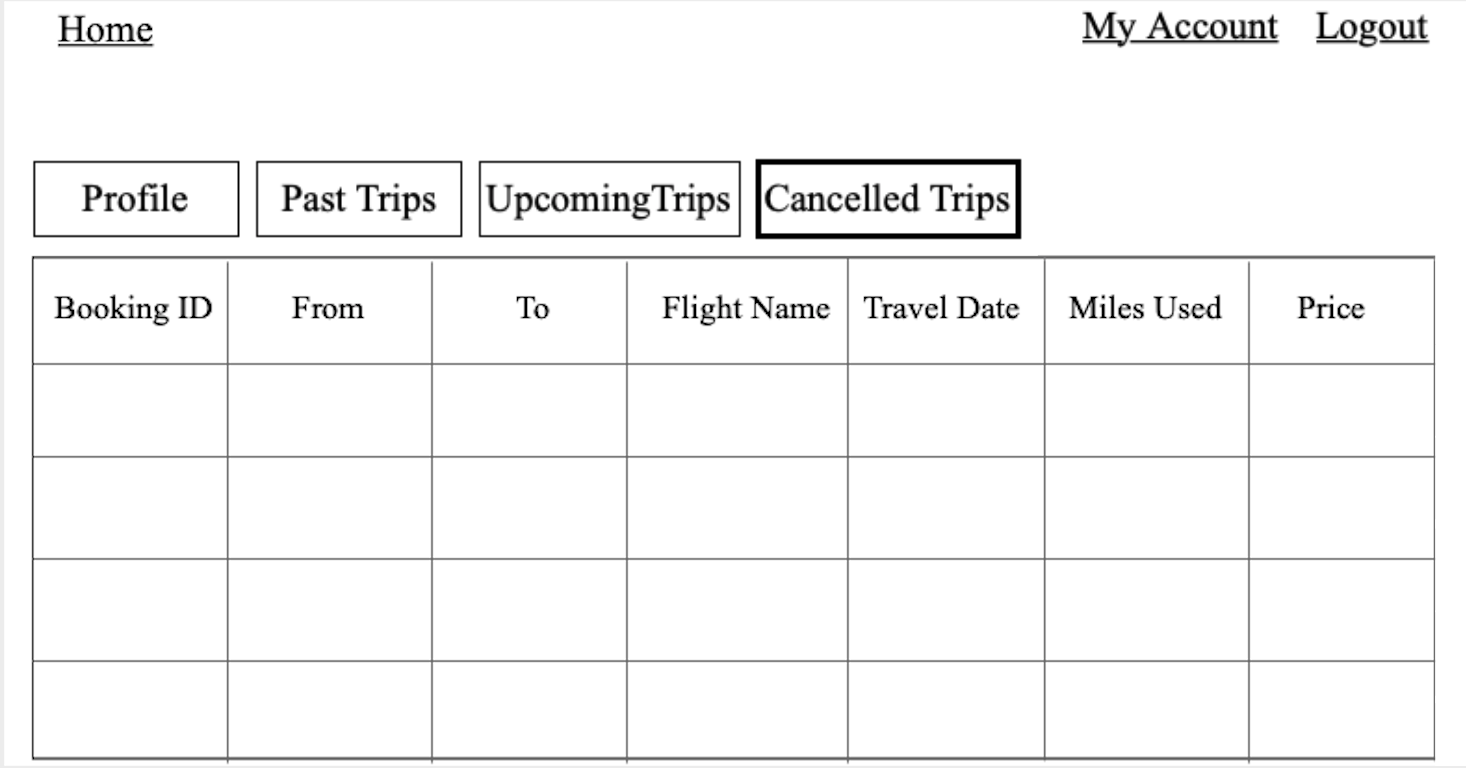 Home My Account Logout
Profile Past Trips UpcomingTrips Cancelled Trips
Booking ID From To Flight Name Travel Date Miles Used Price